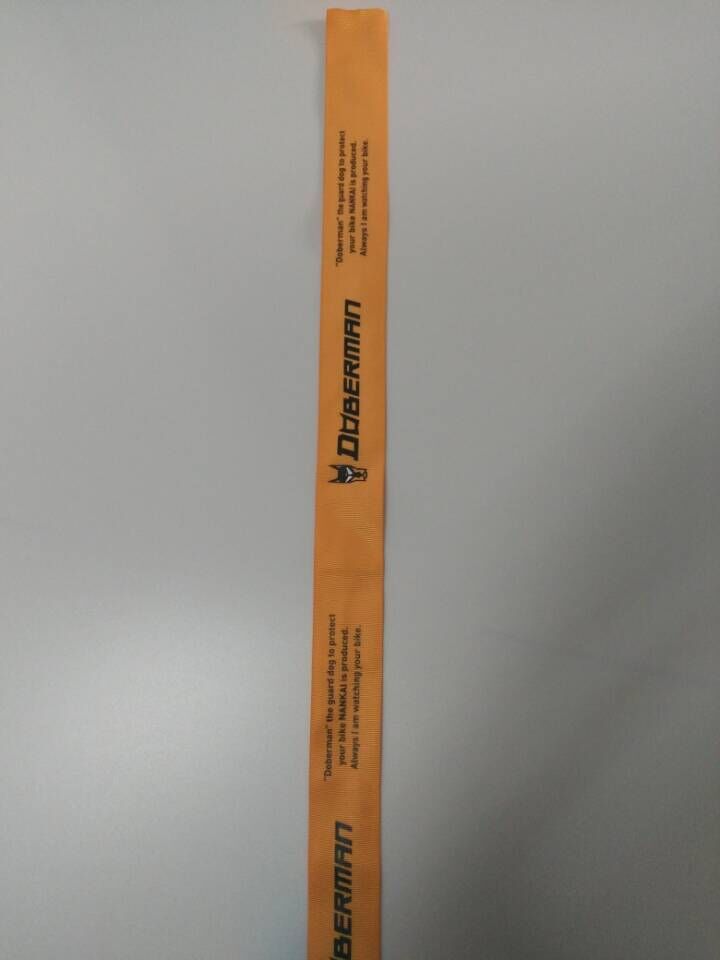 "Doberman" the guard dog to protect
your bike NANKAI is produced.
Always I am watching your bike.
DOBERMAN
"Doberman" the guard dog to protect
your bike NANKAI is produced.
Always I am watching your bike.
BERMAN